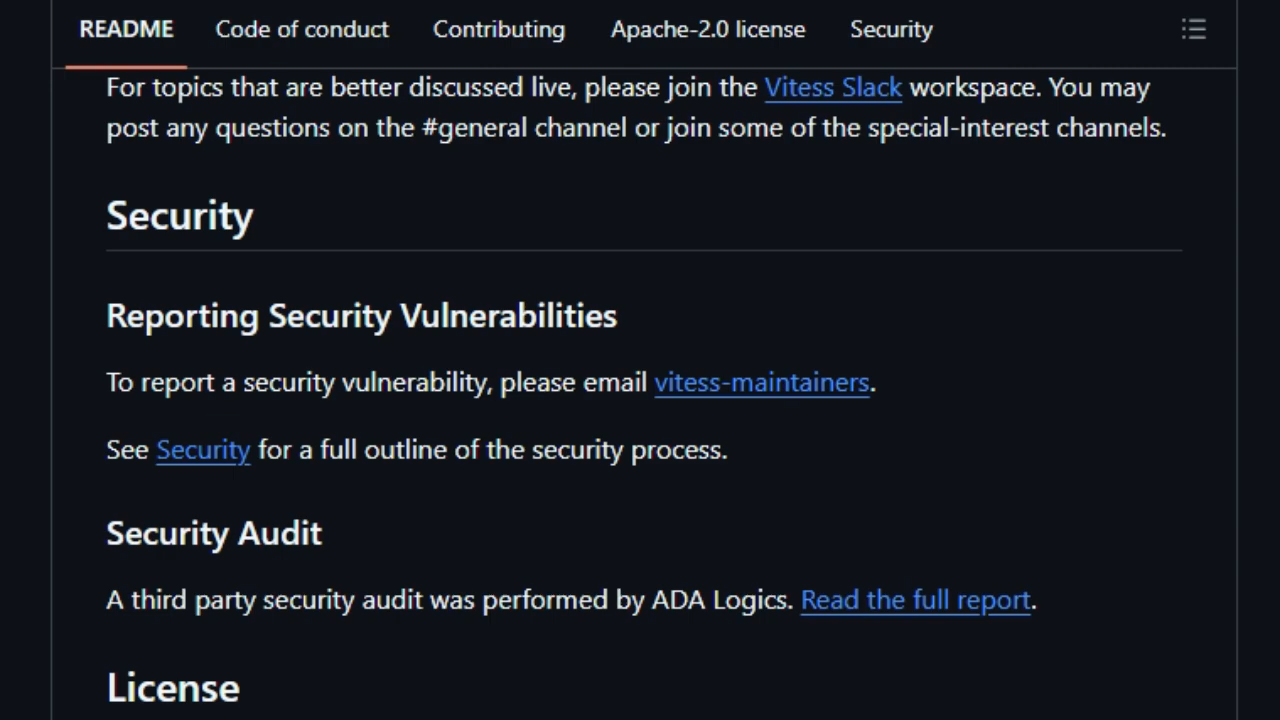 README Code of conduct Contributing Apache-2.0 license Security
For topics that are better discussed live, please join the Vitess Slack workspace. You may
post any questions on the #general channel or join some of the special-interest channels.
Security
Reporting Security Vulnerabilities
To report a security vulnerability, please email vitess-maintainers.
See Security for a full outline of the security process.
Security Audit
A third party security audit was performed by ADA Logics. Read the full report.
License